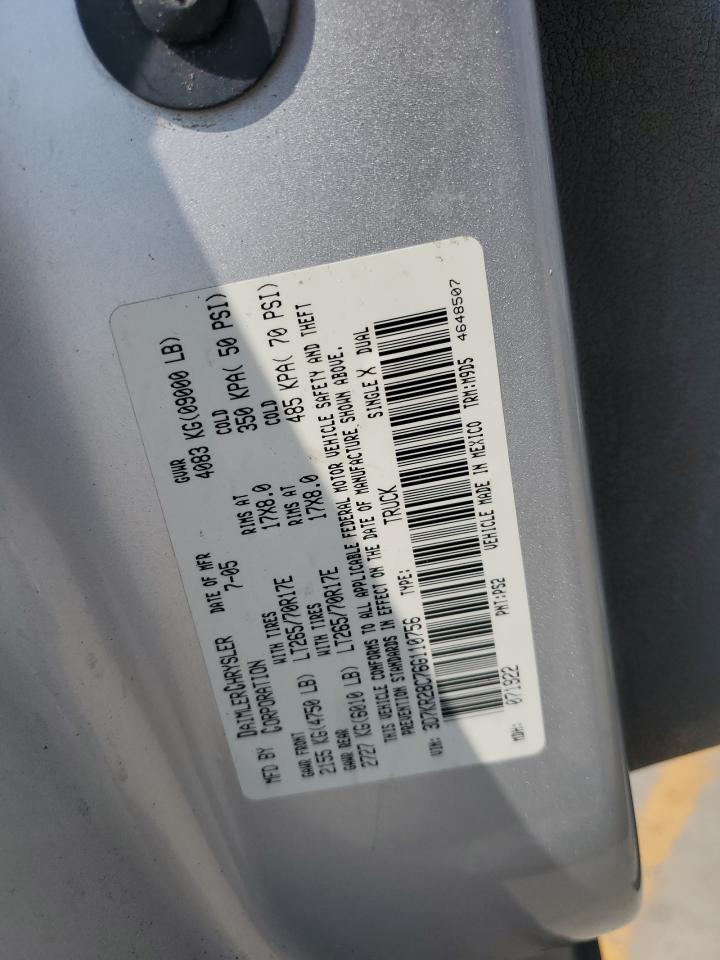 MFD BY DAIMLERCHRYSLER CORPORATION
DATE OF MFR 7-05
GVWR 4083 KG(09000 LB)
GAWR FRONT WITH TIRES RIMS AT COLD
2155 KG(4750 LB) LT265/70R17E 17X8.0 350 KPA( 50 PSI)
GAWR REAR WITH TIRES RIMS AT COLD
2727 KG(6010 LB) LT265/70R17E 17X8.0 485 KPA( 70 PSI)
THIS VEHICLE CONFORMS TO ALL APPLICABLE FEDERAL MOTOR VEHICLE SAFETY AND THEFT
PREVENTION STANDARDS IN EFFECT ON THE DATE OF MANUFACTURE SHOWN ABOVE.
VIN: 3D7KR28C76G110756 TYPE: TRUCK SINGLE X DUAL
MDH: 071922 PNT:PS2 VEHICLE MADE IN MEXICO TRM:M9D5
4648507